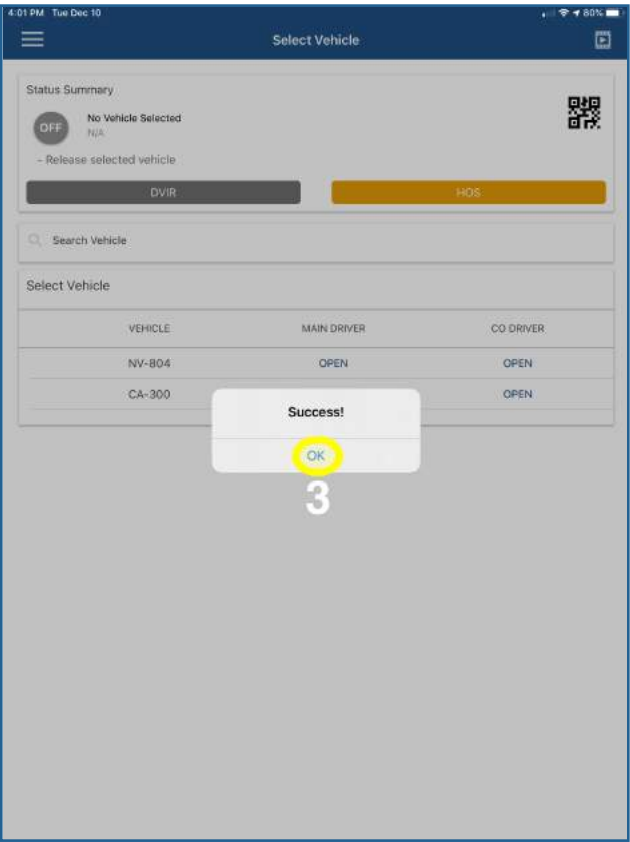 4:01 PM Tue Dec 10 80%
Select Vehicle
Status Summary
OFF
No Vehicle Selected
N/A
- Release selected vehicle
DVIR HOS
Search Vehicle
Select Vehicle
VEHICLE MAIN DRIVER CO DRIVER
NV-804 OPEN OPEN
CA-300 OPEN
Success!
OK
3